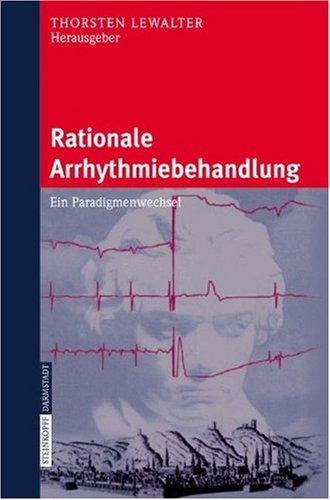 THORSTEN LEWALTER
Herausgeber
Rationale
Arrhythmiebehandlung
Ein Paradigmenwechsel
STEINKOPFF
DARMSTADT